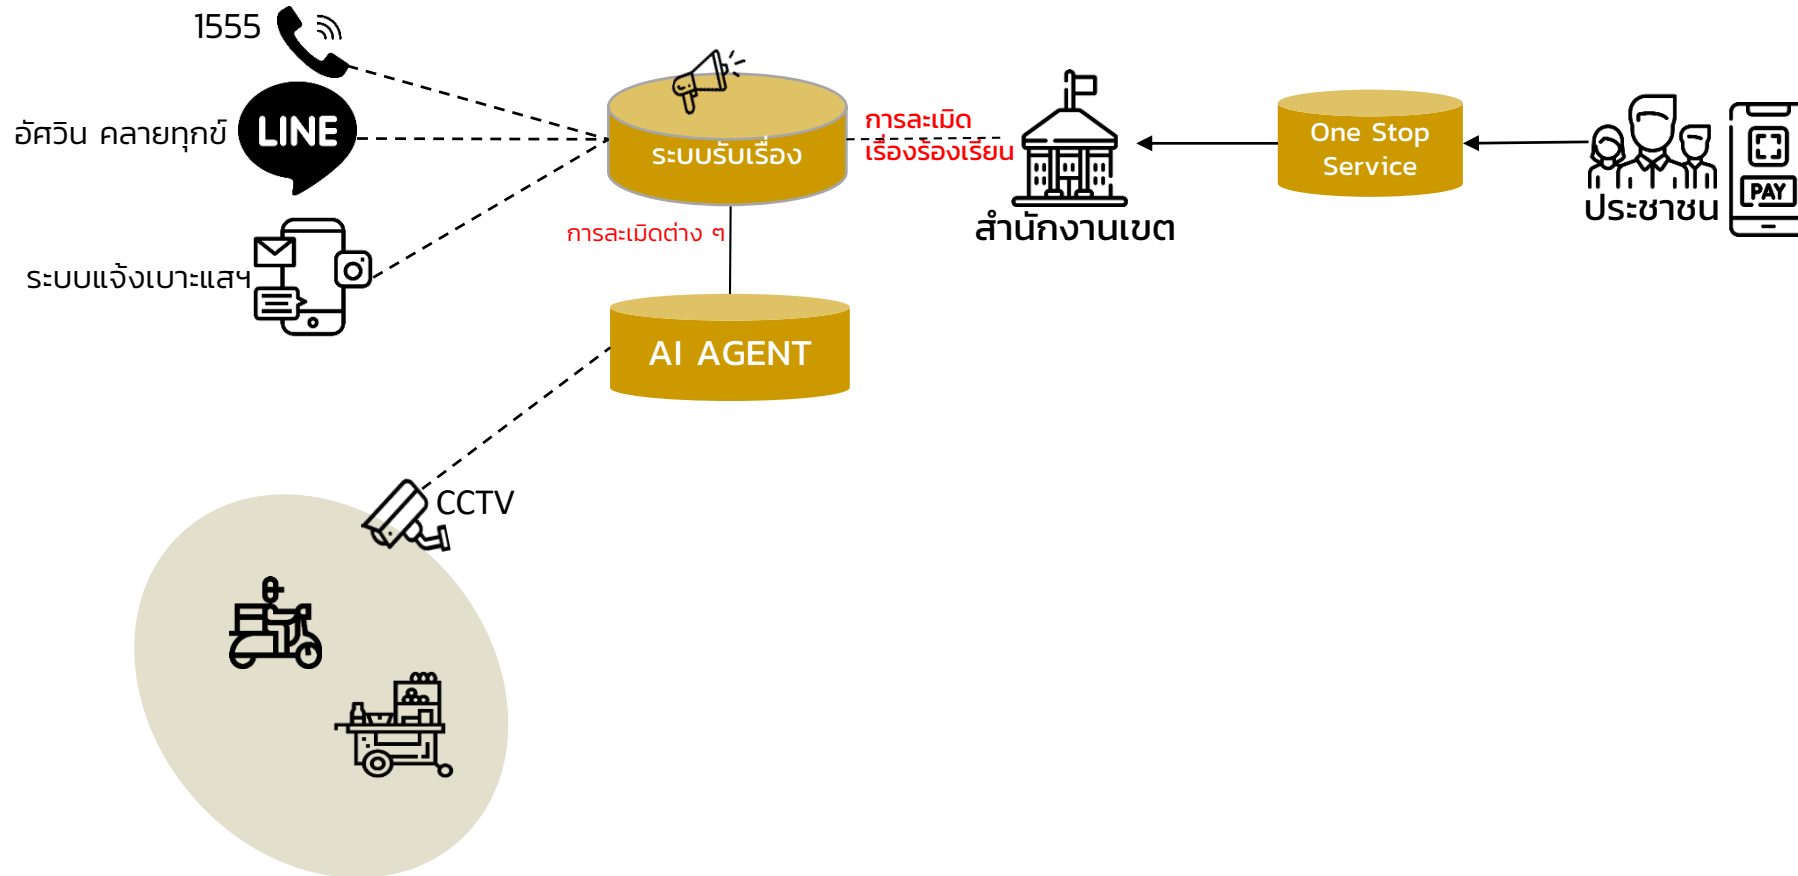 1555
อัศวิน คลายทุกข์
LINE
ระบบแจ้งเบาะแสฯ
ระบบรับเรื่อง
การละเมิด
เรื่องร้องเรียน
สำนักงานเขต
One Stop
Service
ประชาชน
PAY
การละเมิดต่าง ๆ
AI AGENT
CCTV